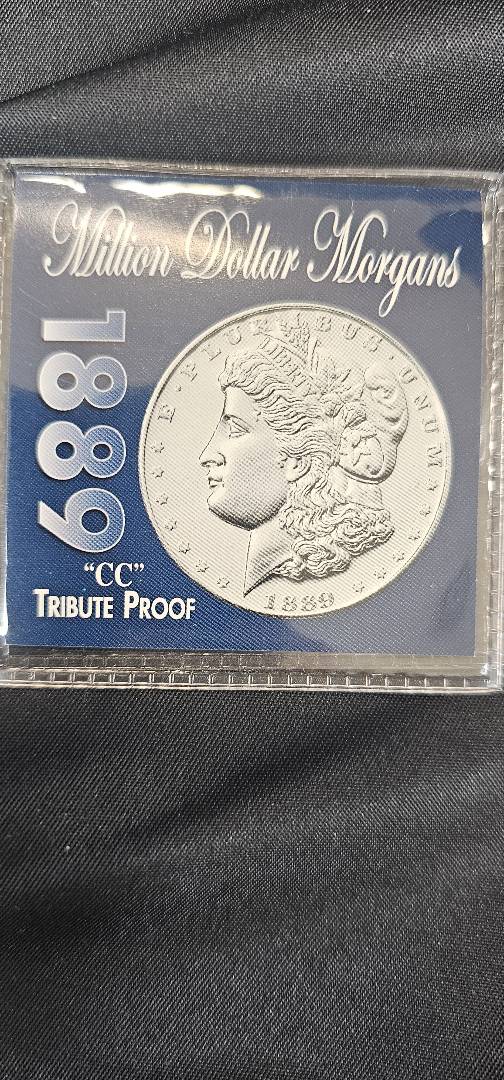 Million Dollar Morgans
1889
E · PLURIBUS · UNUM
LIBERTY
1889
“CC”
TRIBUTE PROOF